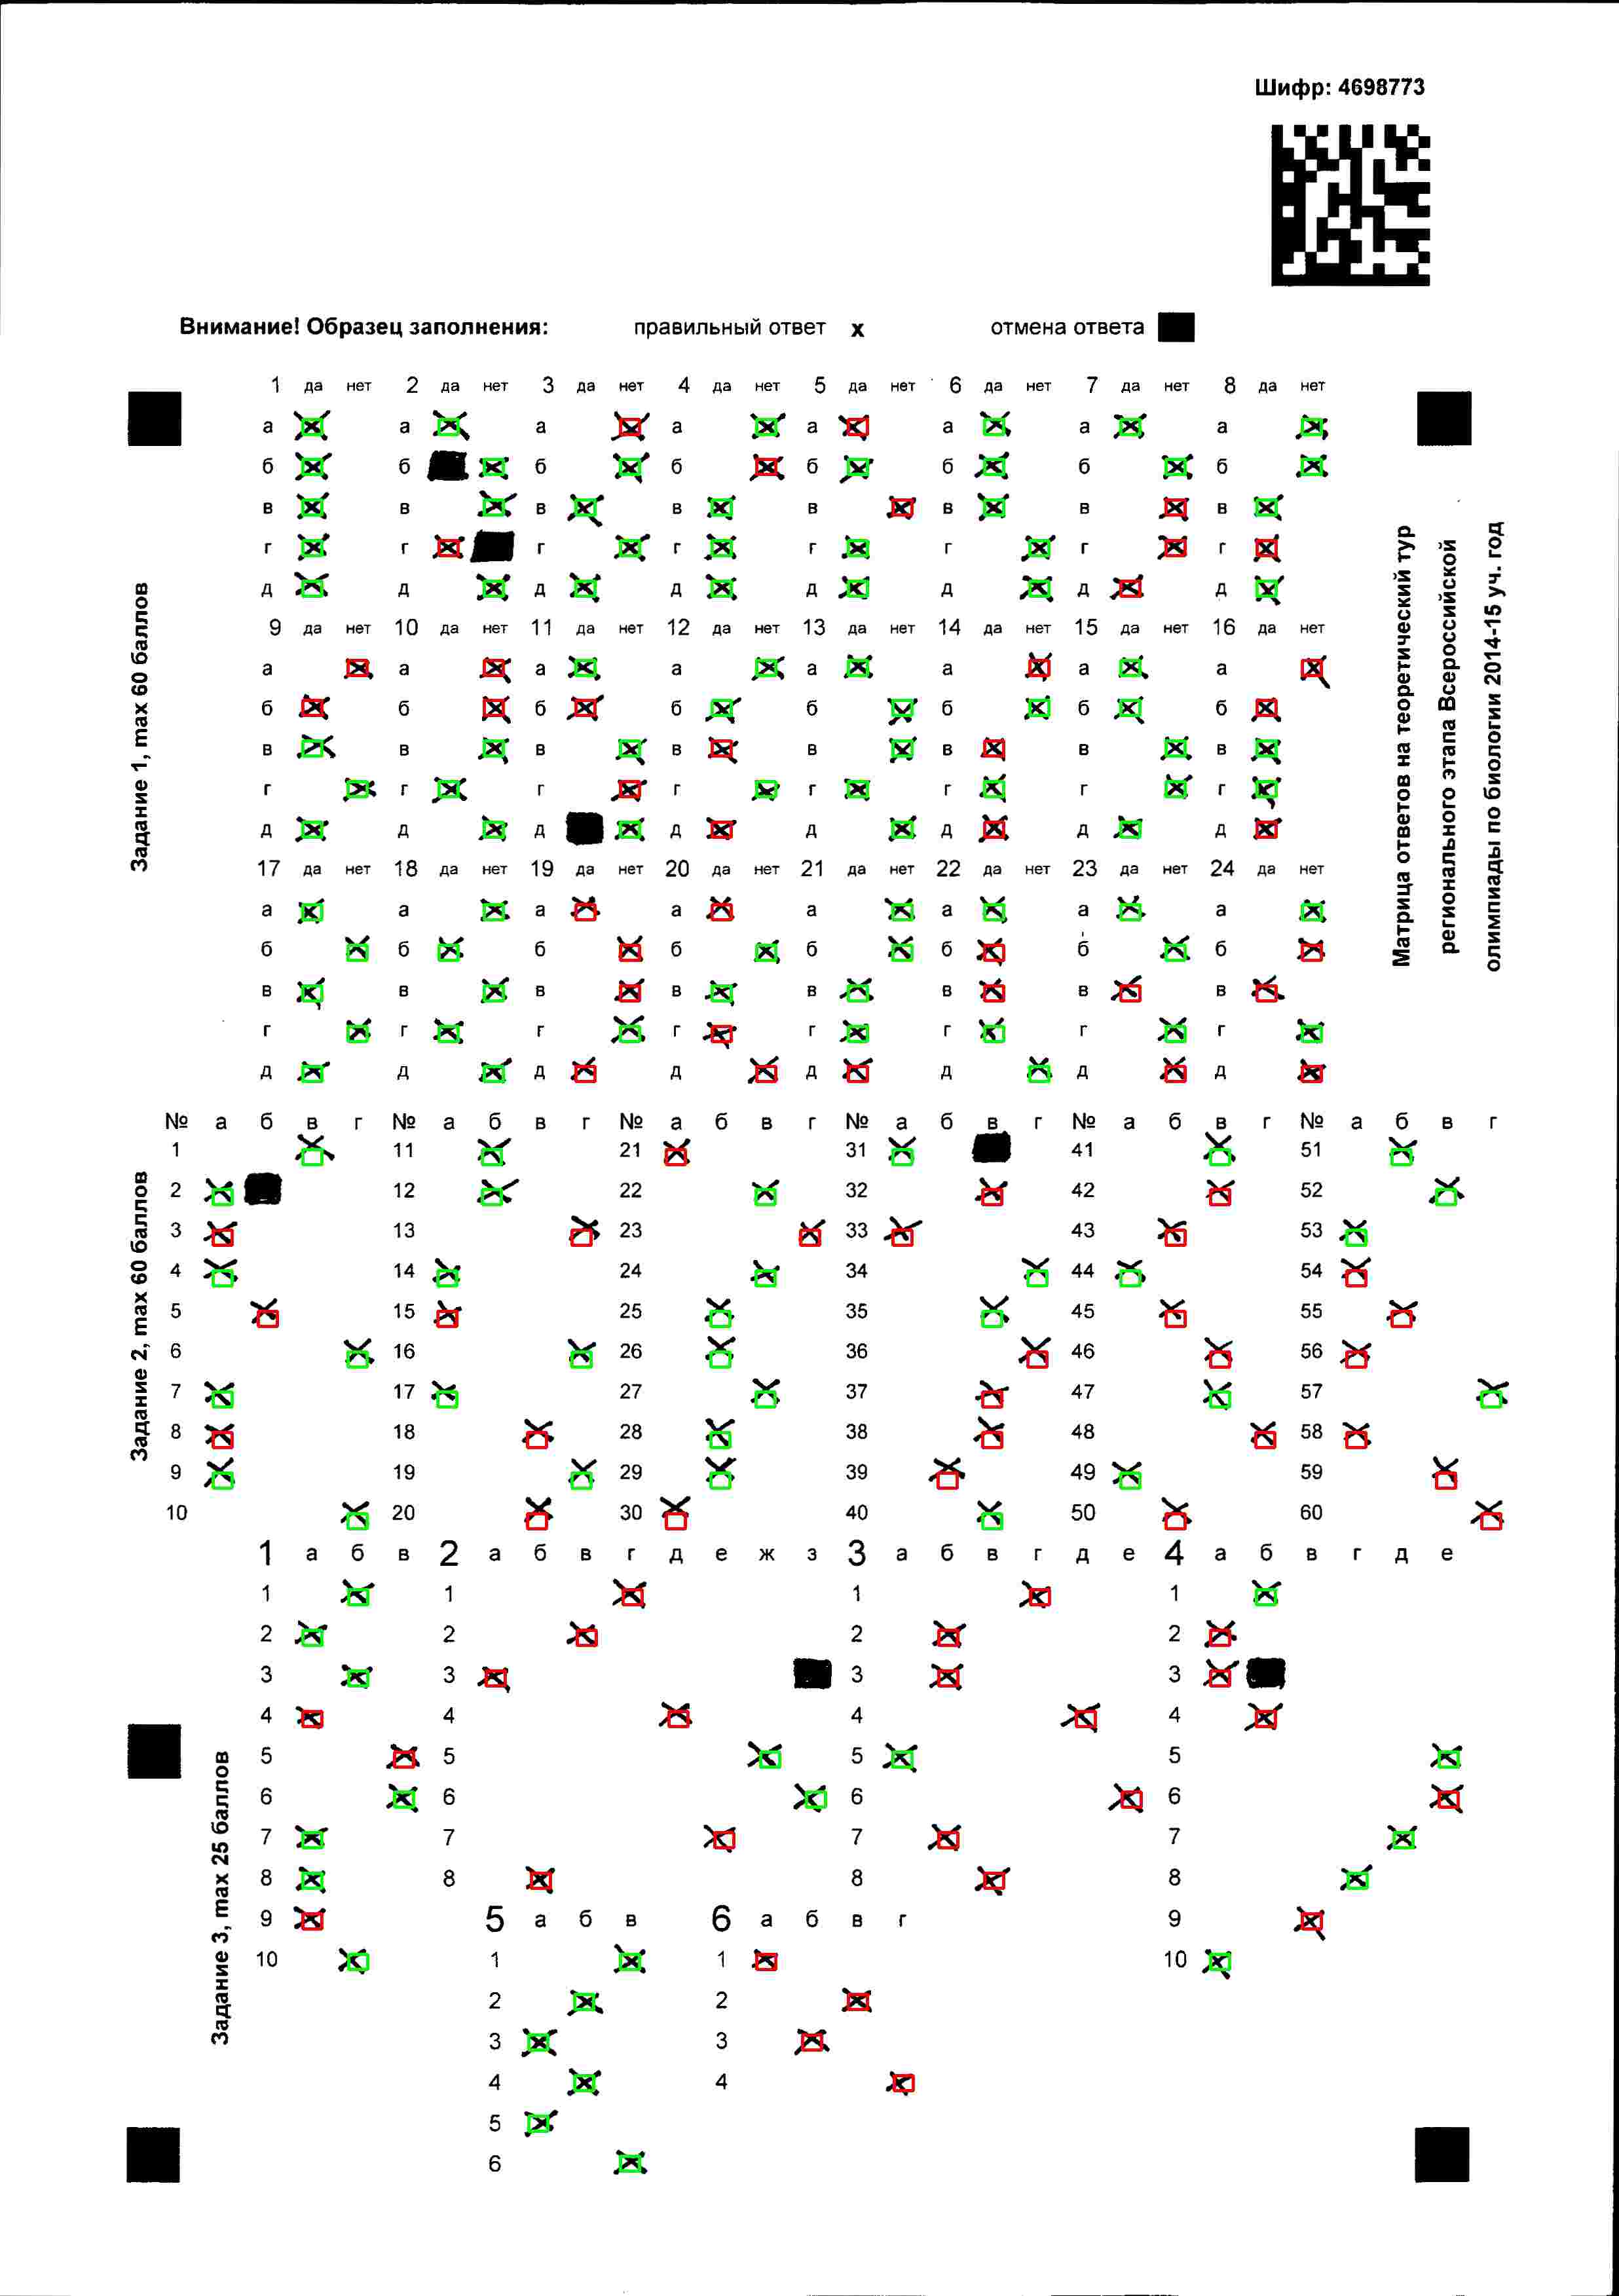 Шифр: 4698773
Внимание! Образец заполнения: правильный ответ х отмена ответа
Матрица ответов на теоретический тур
регионального этапа Всероссийской
олимпиады по биологии 2014-15 уч. год
Задание 1, max 60 баллов
1 да нет 2 да нет 3 да нет 4 да нет 5 да нет 6 да нет 7 да нет 8 да нет
а а а а а а а а
б б б б б б б б
в в в в в в в в
г г г г г г г г
д д д д д д д д
9 да нет 10 да нет 11 да нет 12 да нет 13 да нет 14 да нет 15 да нет 16 да нет
а а а а а а а а
б б б б б б б б
в в в в в в в в
г г г г г г г г
д д д д д д д д
17 да нет 18 да нет 19 да нет 20 да нет 21 да нет 22 да нет 23 да нет 24 да нет
а а а а а а а а
б б б б б б б б
в в в в в в в в
г г г г г г г г
д д д д д д д д
Задание 2, max 60 баллов
№ а б в г № а б в г № а б в г № а б в г № а б в г № а б в г
1 11 21 31 41 51
2 12 22 32 42 52
3 13 23 33 43 53
4 14 24 34 44 54
5 15 25 35 45 55
6 16 26 36 46 56
7 17 27 37 47 57
8 18 28 38 48 58
9 19 29 39 49 59
10 20 30 40 50 60
Задание 3, max 25 баллов
1 а б в 2 а б в г д е ж з 3 а б в г д е 4 а б в г д е
1 1 1 1
2 2 2 2
3 3 3 3
4 4 4 4
5 5 5 5
6 6 6 6
7 7 7 7
8 8 8 8
9 5 а б в 6 а б в г 9
10 1 1 10
2 2
3 3
4 4
5
6